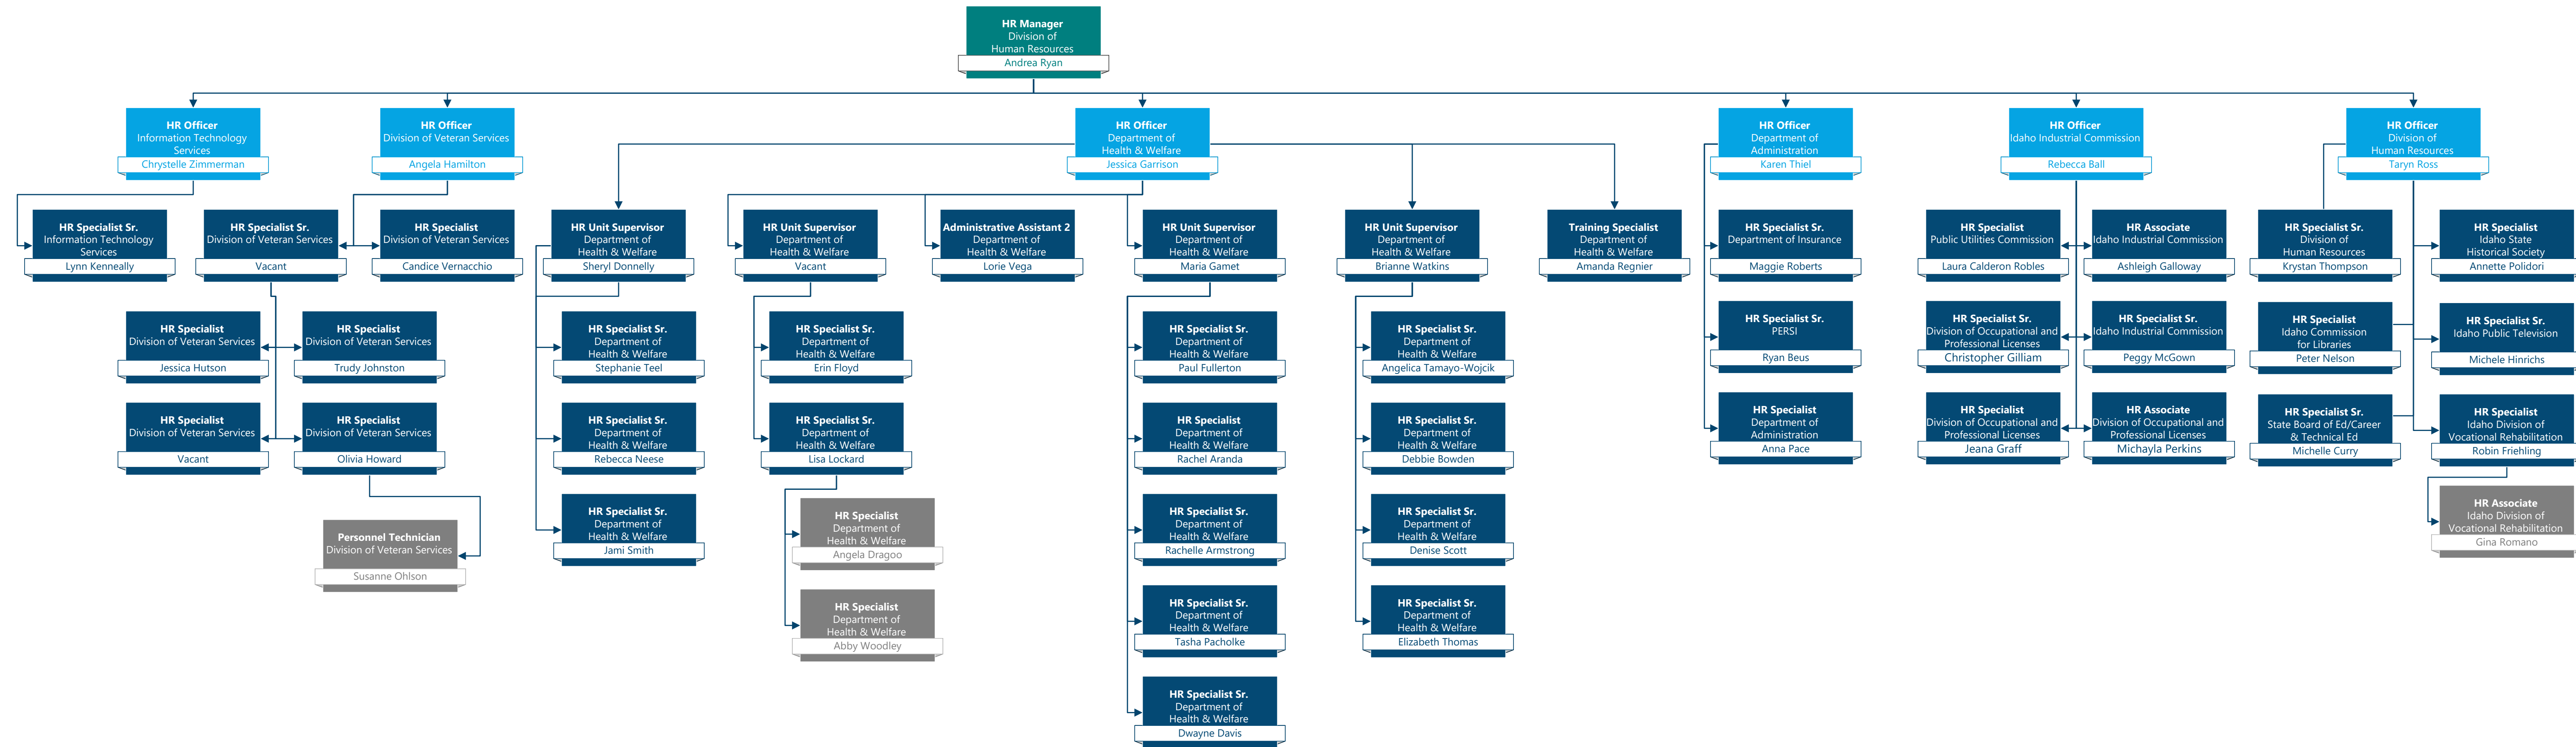 HR Manager
Division of
Human Resources
Andrea Ryan
HR Officer
Information Technology
Services
Chrystelle Zimmerman
HR Officer
Division of Veteran Services
Angela Hamilton
HR Officer
Department of
Health & Welfare
Jessica Garrison
HR Officer
Department of
Administration
Karen Thiel
HR Officer
Idaho Industrial Commission
Rebecca Ball
HR Officer
Division of
Human Resources
Taryn Ross
HR Specialist Sr.
Information Technology
Services
Lynn Kenneally
HR Specialist Sr.
Division of Veteran Services
Vacant
HR Specialist
Division of Veteran Services
Candice Vernacchio
HR Unit Supervisor
Department of
Health & Welfare
Sheryl Donnelly
HR Unit Supervisor
Department of
Health & Welfare
Vacant
Administrative Assistant 2
Department of
Health & Welfare
Lorie Vega
HR Unit Supervisor
Department of
Health & Welfare
Maria Gamet
HR Unit Supervisor
Department of
Health & Welfare
Brianne Watkins
Training Specialist
Department of
Health & Welfare
Amanda Regnier
HR Specialist Sr.
Department of Insurance
Maggie Roberts
HR Specialist
Public Utilities Commission
Laura Calderon Robles
HR Associate
Idaho Industrial Commission
Ashleigh Galloway
HR Specialist Sr.
Division of
Human Resources
Krystan Thompson
HR Specialist
Idaho State
Historical Society
Annette Polidori
HR Specialist
Division of Veteran Services
Jessica Hutson
HR Specialist
Division of Veteran Services
Trudy Johnston
HR Specialist Sr.
Department of
Health & Welfare
Stephanie Teel
HR Specialist Sr.
Department of
Health & Welfare
Erin Floyd
HR Specialist Sr.
Department of
Health & Welfare
Paul Fullerton
HR Specialist Sr.
Department of
Health & Welfare
Angelica Tamayo-Wojcik
HR Specialist Sr.
PERSI
Ryan Beus
HR Specialist Sr.
Division of Occupational and
Professional Licenses
Christopher Gilliam
HR Specialist Sr.
Idaho Industrial Commission
Peggy McGown
HR Specialist
Idaho Commission
for Libraries
Peter Nelson
HR Specialist Sr.
Idaho Public Television
Michele Hinrichs
HR Specialist
Division of Veteran Services
Vacant
HR Specialist
Division of Veteran Services
Olivia Howard
HR Specialist Sr.
Department of
Health & Welfare
Rebecca Neese
HR Specialist Sr.
Department of
Health & Welfare
Lisa Lockard
HR Specialist
Department of
Health & Welfare
Rachel Aranda
HR Specialist Sr.
Department of
Health & Welfare
Debbie Bowden
HR Specialist
Department of
Administration
Anna Pace
HR Specialist
Division of Occupational and
Professional Licenses
Jeana Graff
HR Associate
Division of Occupational and
Professional Licenses
Michayla Perkins
HR Specialist Sr.
State Board of Ed/Career
& Technical Ed
Michelle Curry
HR Specialist
Idaho Division of
Vocational Rehabilitation
Robin Friehling
Personnel Technician
Division of Veteran Services
Susanne Ohlson
HR Specialist Sr.
Department of
Health & Welfare
Jami Smith
HR Specialist
Department of
Health & Welfare
Angela Dragoo
HR Specialist Sr.
Department of
Health & Welfare
Rachelle Armstrong
HR Specialist Sr.
Department of
Health & Welfare
Denise Scott
HR Associate
Idaho Division of
Vocational Rehabilitation
Gina Romano
HR Specialist
Department of
Health & Welfare
Abby Woodley
HR Specialist Sr.
Department of
Health & Welfare
Tasha Pacholke
HR Specialist Sr.
Department of
Health & Welfare
Elizabeth Thomas
HR Specialist Sr.
Department of
Health & Welfare
Dwayne Davis